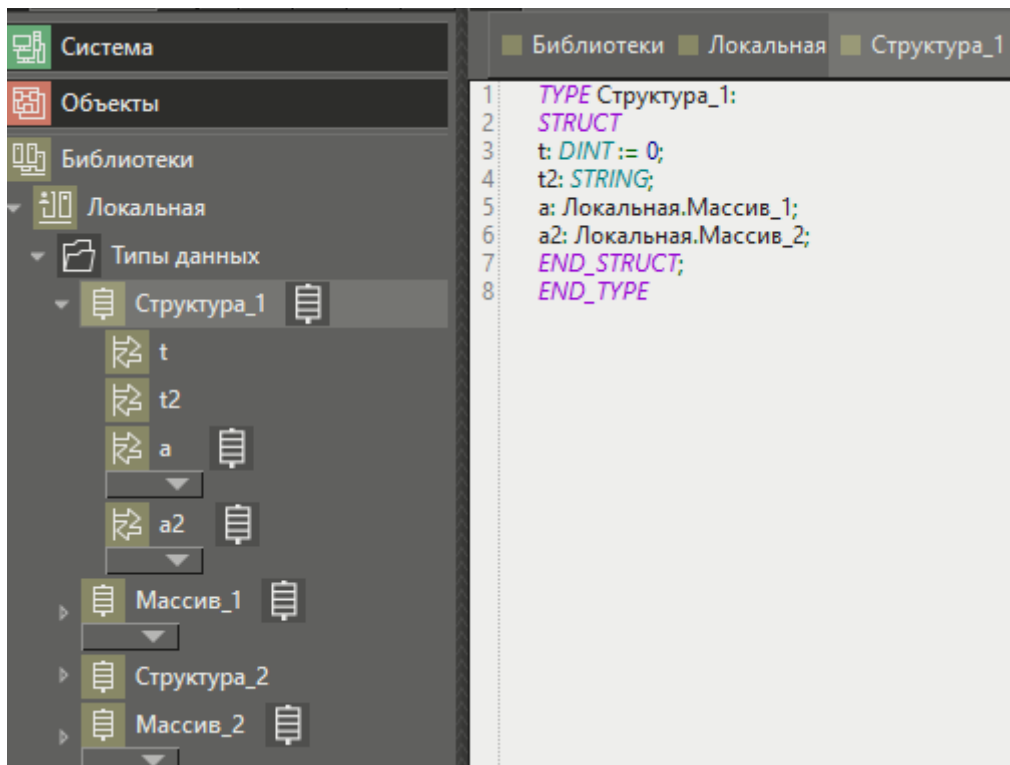 Система
Объекты
Библиотеки
Локальная
Типы данных
Структура_1
t
t2
a
a2
Массив_1
Структура_2
Массив_2
Библиотеки Локальная Структура_1
1 TYPE Структура_1:
2 STRUCT
3 t: DINT := 0;
4 t2: STRING;
5 a: Локальная.Массив_1;
6 a2: Локальная.Массив_2;
7 END_STRUCT;
8 END_TYPE